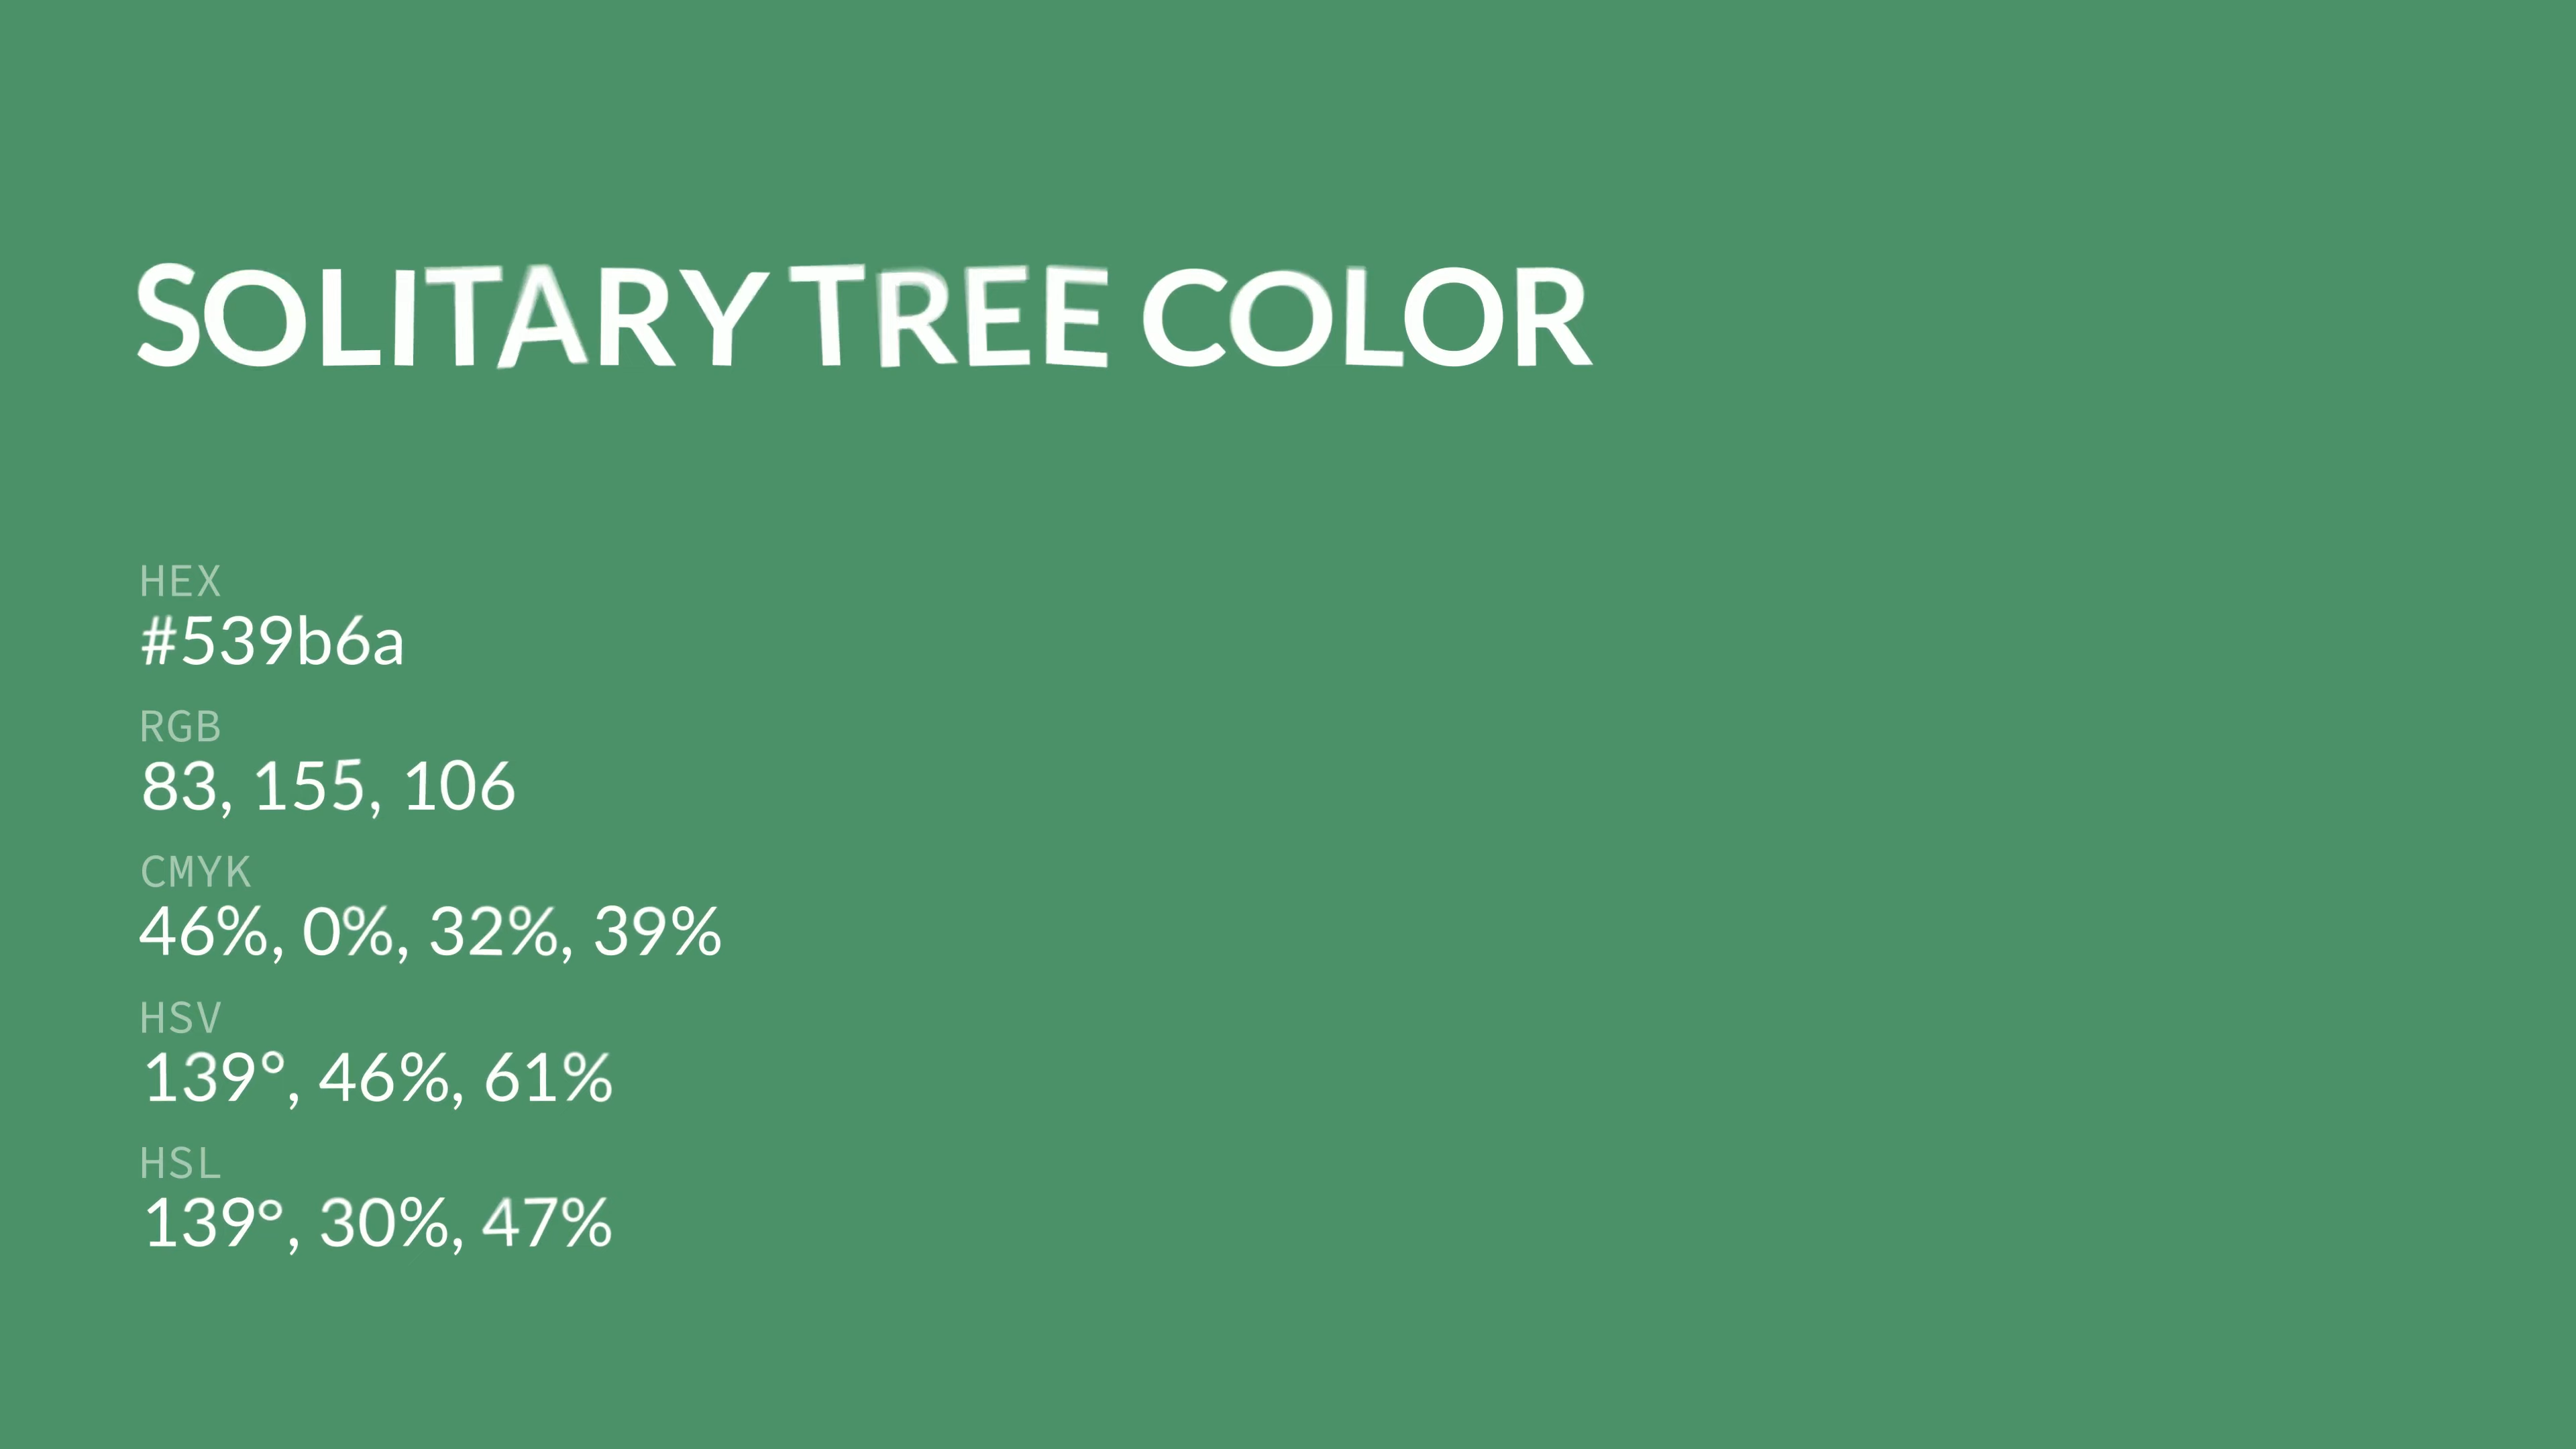 SOLITARY TREE COLOR
HEX
#539b6a
RGB
83, 155, 106
CMYK
46%, 0%, 32%, 39%
HSV
139°, 46%, 61%
HSL
139°, 30%, 47%